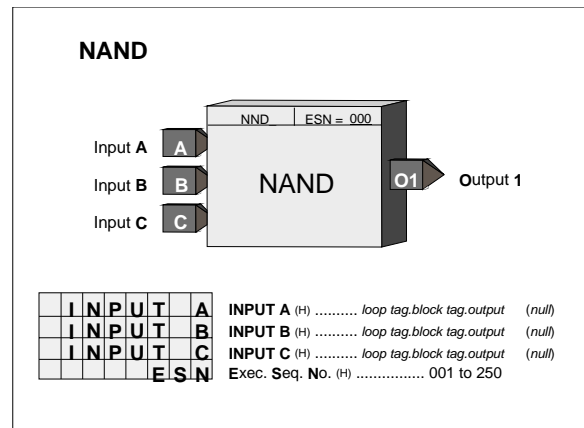 NAND
NND_ ESN = 000
Input A A
Input B B
Input C C
NAND
O1 Output 1
INPUT A INPUT A (H) .......... loop tag.block tag.output (null)
INPUT B INPUT B (H) .......... loop tag.block tag.output (null)
INPUT C INPUT C (H) .......... loop tag.block tag.output (null)
ESN Exec. Seq. No. (H) ................ 001 to 250